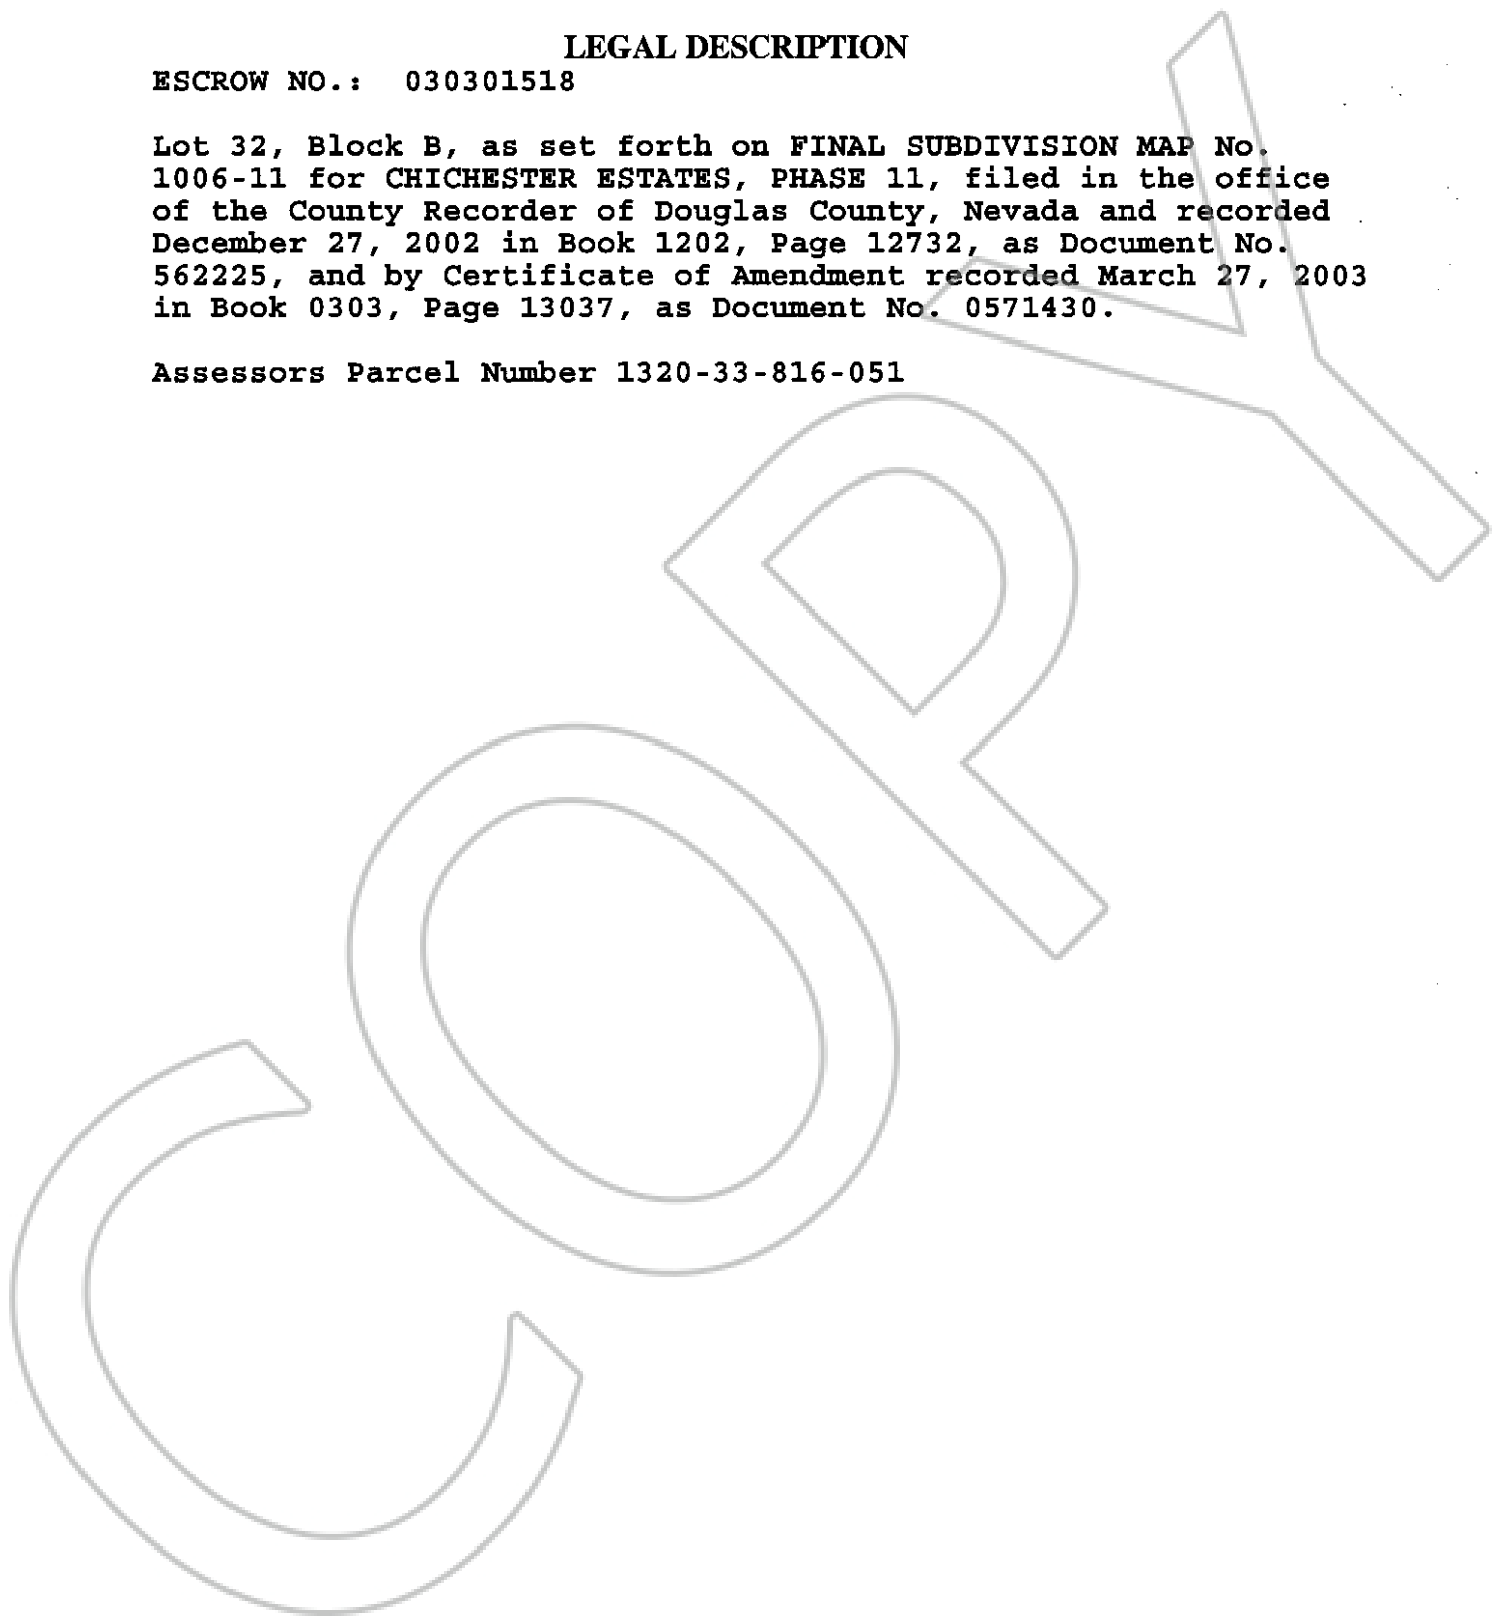 LEGAL DESCRIPTION
ESCROW NO.: 030301518
Lot 32, Block B, as set forth on FINAL SUBDIVISION MAP No.
1006-11 for CHICHESTER ESTATES, PHASE 11, filed in the office
of the County Recorder of Douglas County, Nevada and recorded
December 27, 2002 in Book 1202, Page 12732, as Document No.
562225, and by Certificate of Amendment recorded March 27, 2003
in Book 0303, Page 13037, as Document No. 0571430.
Assessors Parcel Number 1320-33-816-051
COPY